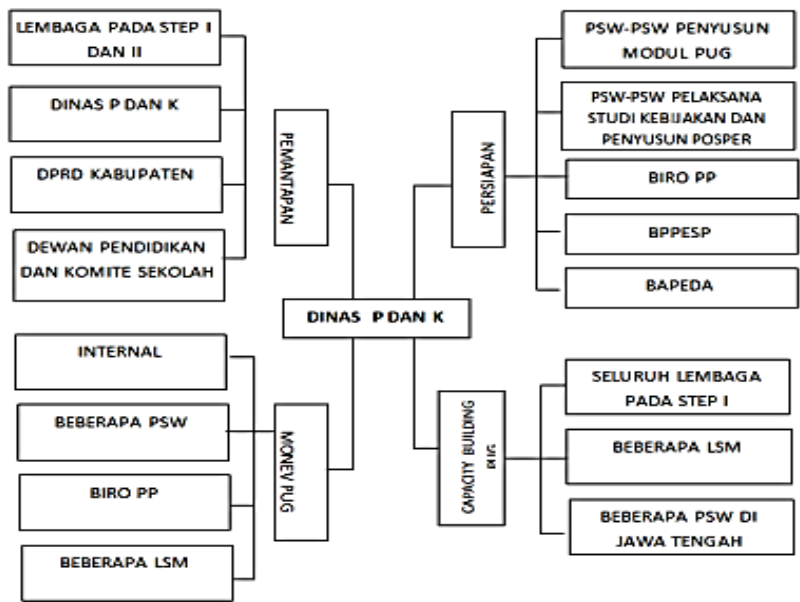 LEMBAGA PADA STEP I
DAN II
DINAS P DAN K
DPRD KABUPATEN
DEWAN PENDIDIKAN
DAN KOMITE SEKOLAH
PEMANTAPAN
PERSIAPAN
PSW-PSW PENYUSUN
MODUL PUG
PSW-PSW PELAKSANA
STUDI KEBIJAKAN DAN
PENYUSUN POSPER
BIRO PP
BPPESP
BAPEDA
DINAS P DAN K
INTERNAL
BEBERAPA PSW
BIRO PP
BEBERAPA LSM
MONEV PUG
CAPACITY BUILDING
PUG
SELURUH LEMBAGA
PADA STEP I
BEBERAPA LSM
BEBERAPA PSW DI
JAWA TENGAH